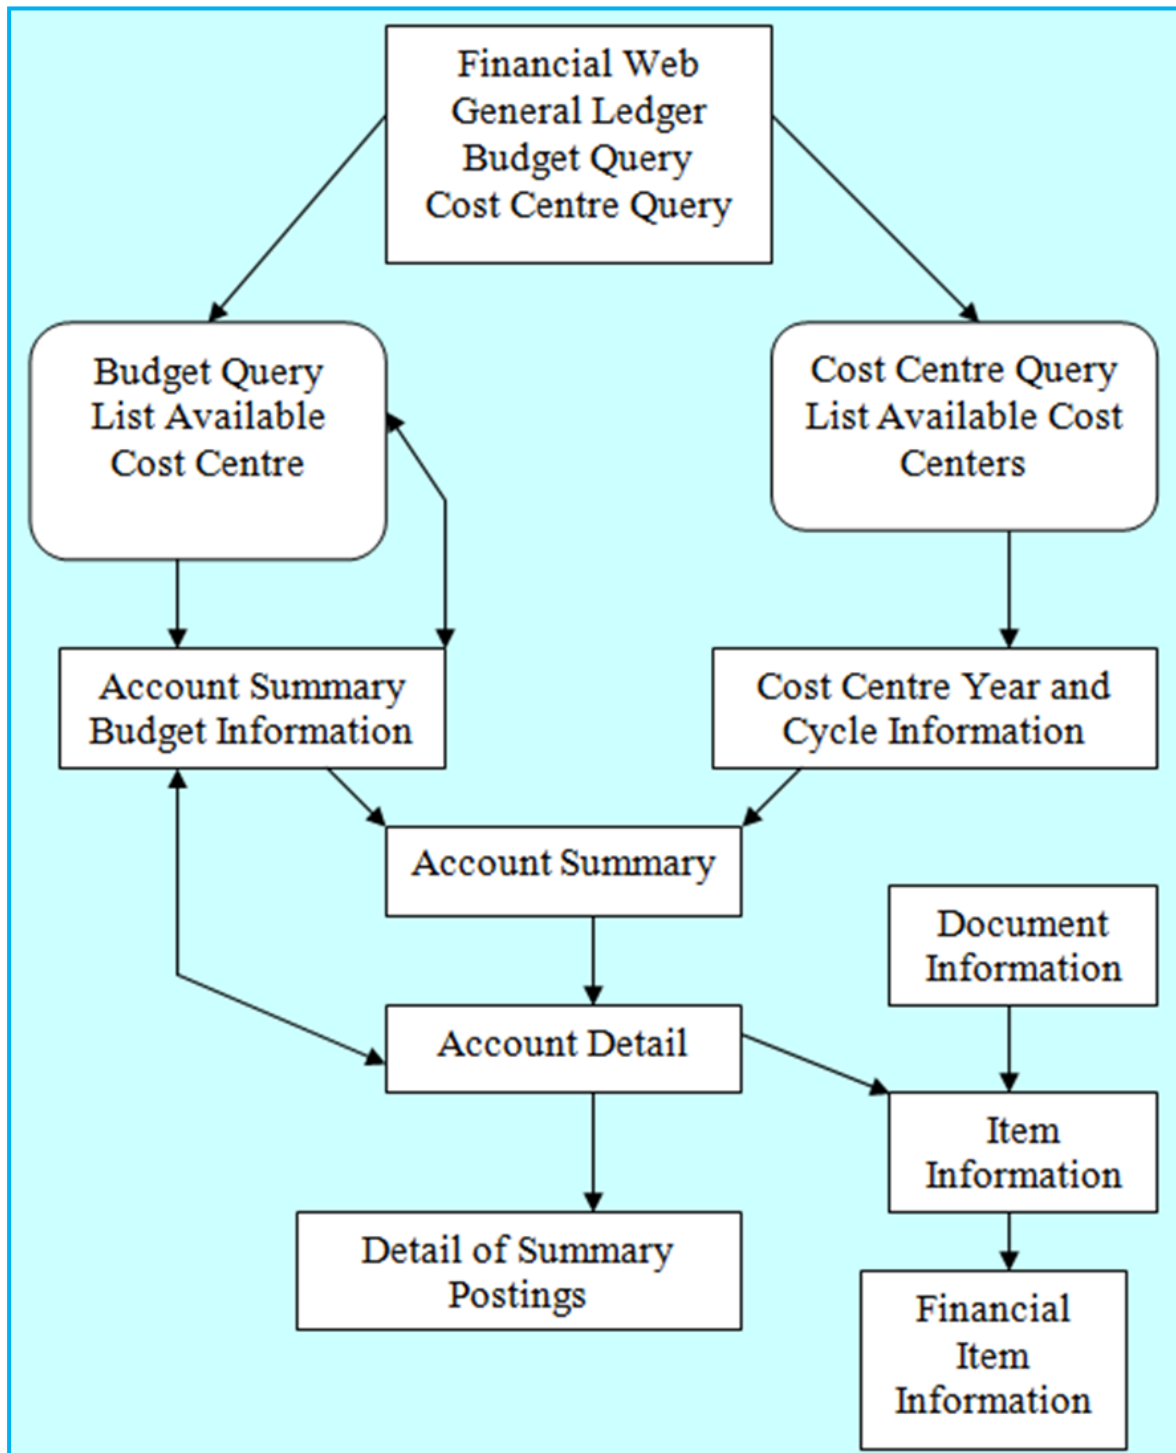 Financial Web
General Ledger
Budget Query
Cost Centre Query
Budget Query
List Available
Cost Centre
Cost Centre Query
List Available Cost
Centers
Account Summary
Budget Information
Cost Centre Year and
Cycle Information
Account Summary
Document
Information
Account Detail
Item
Information
Detail of Summary
Postings
Financial
Item
Information